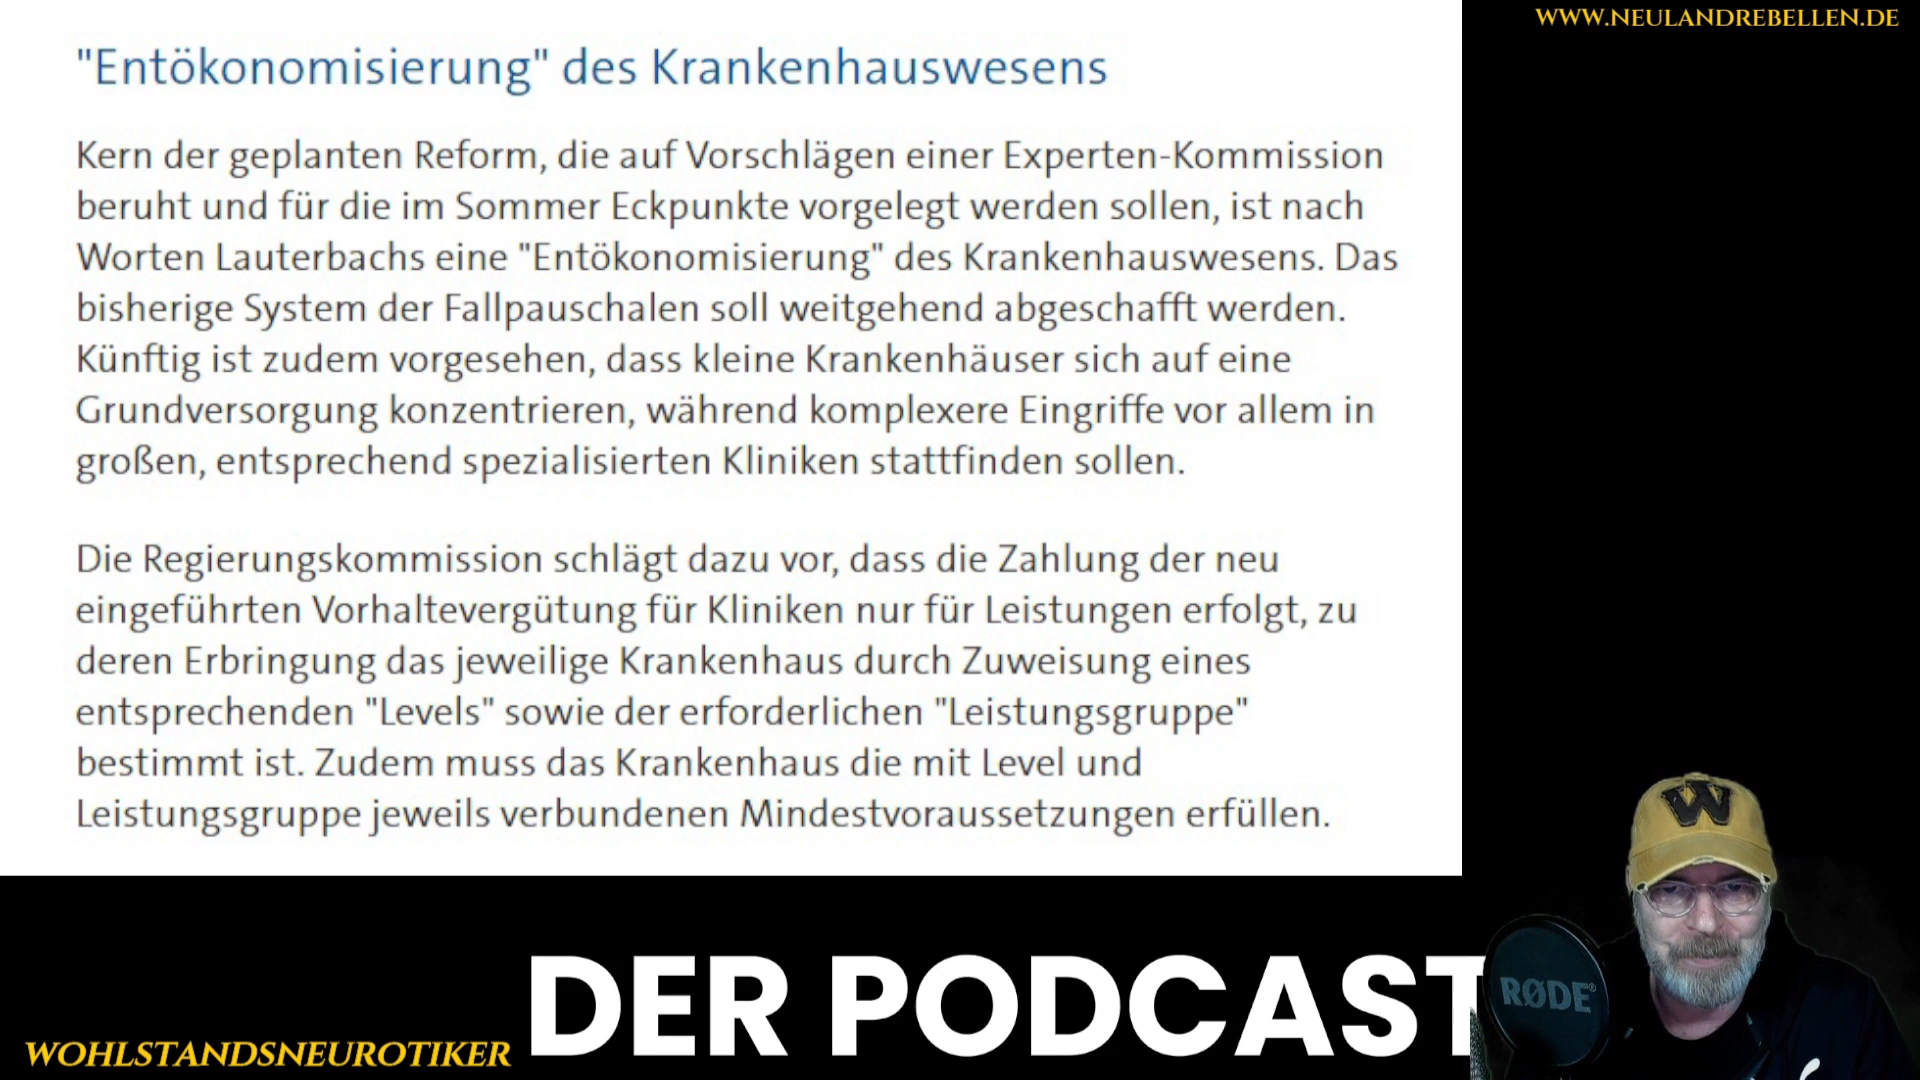 WWW.NEULANDREBELLEN.DE
"Entökonomisierung" des Krankenhauswesens
Kern der geplanten Reform, die auf Vorschlägen einer Experten-Kommission
beruht und für die im Sommer Eckpunkte vorgelegt werden sollen, ist nach
Worten Lauterbachs eine "Entökonomisierung" des Krankenhauswesens. Das
bisherige System der Fallpauschalen soll weitgehend abgeschafft werden.
Künftig ist zudem vorgesehen, dass kleine Krankenhäuser sich auf eine
Grundversorgung konzentrieren, während komplexere Eingriffe vor allem in
großen, entsprechend spezialisierten Kliniken stattfinden sollen.
Die Regierungskommission schlägt dazu vor, dass die Zahlung der neu
eingeführten Vorhaltevergütung für Kliniken nur für Leistungen erfolgt, zu
deren Erbringung das jeweilige Krankenhaus durch Zuweisung eines
entsprechenden "Levels" sowie der erforderlichen "Leistungsgruppe"
bestimmt ist. Zudem muss das Krankenhaus die mit Level und
Leistungsgruppe jeweils verbundenen Mindestvoraussetzungen erfüllen.
W
RØDE®
DER PODCAST
WOHLSTANDSNEUROTIKER